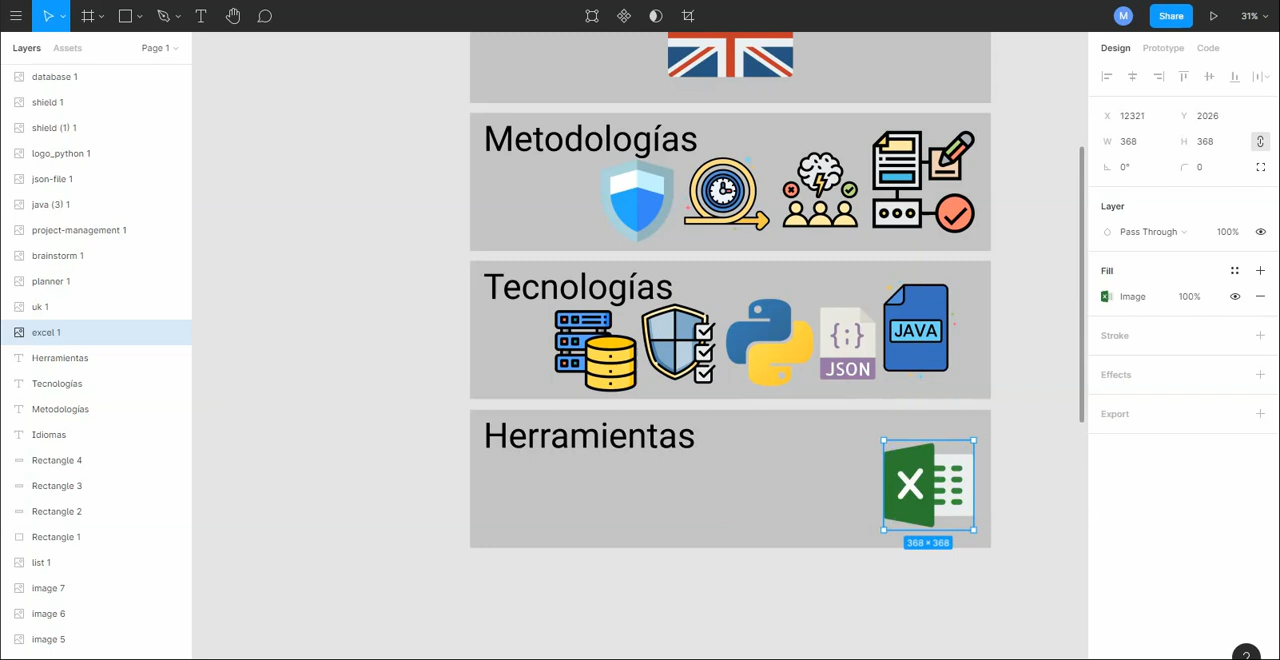 Share
M
31%
Layers
Assets
Page 1
database 1
shield 1
shield (1) 1
logo_python 1
json-file 1
java (3) 1
project-management 1
brainstorm 1
planner 1
uk 1
excel 1
Herramientas
Tecnologías
Metodologías
Idiomas
Rectangle 4
Rectangle 3
Rectangle 2
Rectangle 1
list 1
image 7
image 6
image 5
Metodologías
Tecnologías
{;}
JSON
JAVA
Herramientas
X
368 × 368
Design
Prototype
Code
X 12321 Y 2026
W 368 H 368
0° 0
Layer
Pass Through 100%
Fill
Image 100%
Stroke
Effects
Export
?